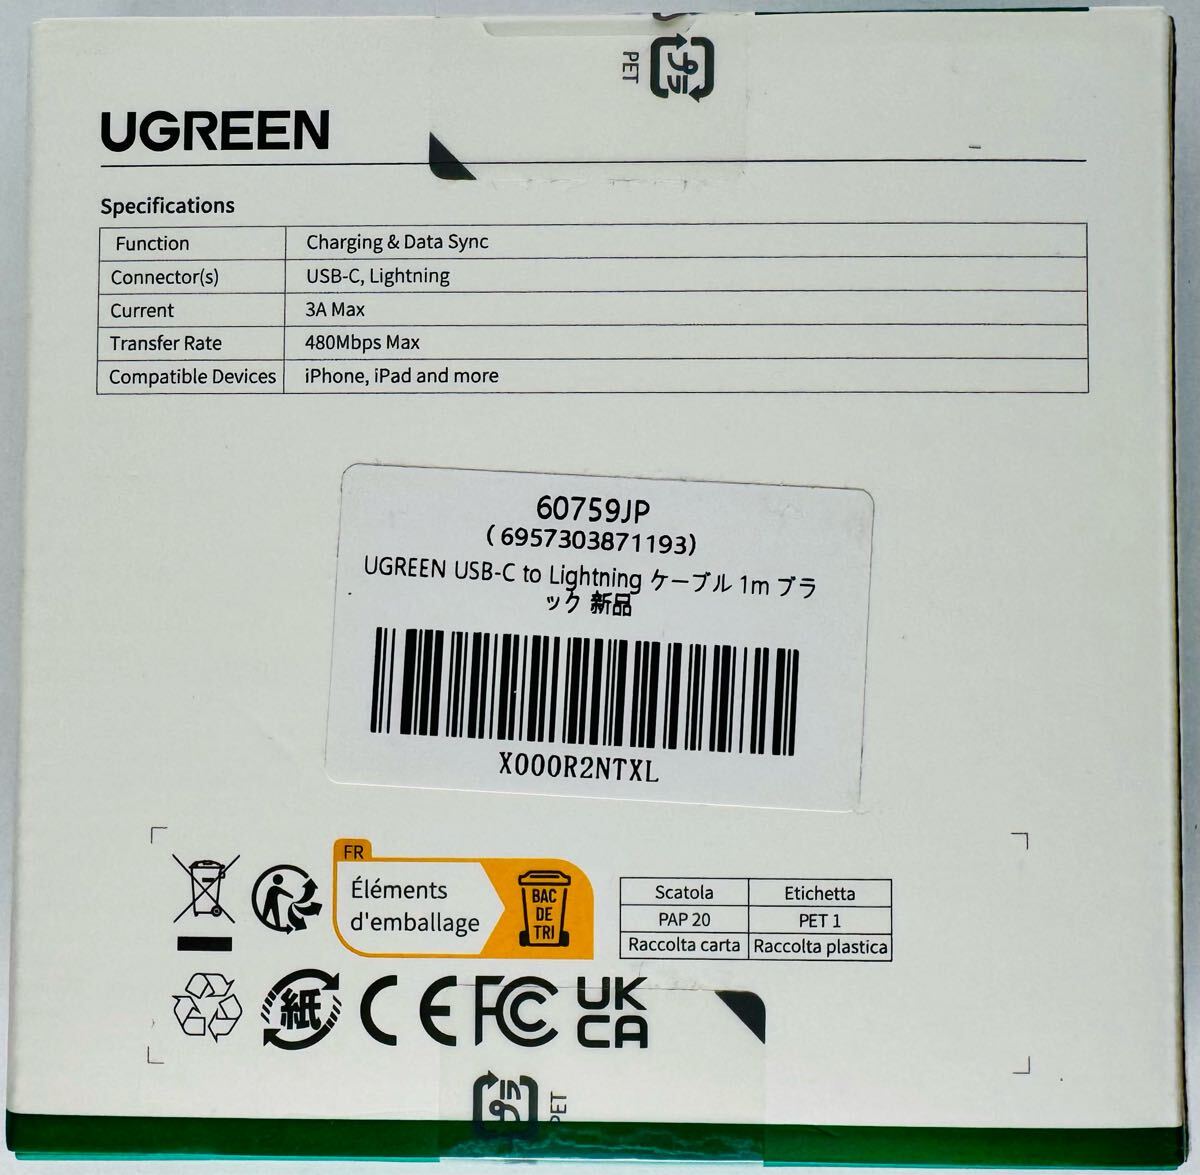 PET
プラ
UGREEN
Specifications
Function Charging & Data Sync
Connector(s) USB-C, Lightning
Current 3A Max
Transfer Rate 480Mbps Max
Compatible Devices iPhone, iPad and more
60759JP
(6957303871193)
UGREEN USB-C to Lightning ケーブル 1m ブラ
ック 新品
X000R2NTXL
FR
Éléments
d'emballage
BAC
DE
TRI
Scatola Etichetta
PAP 20 PET 1
Raccolta carta Raccolta plastica
紙
CE FC UK
CA
プラ
PET